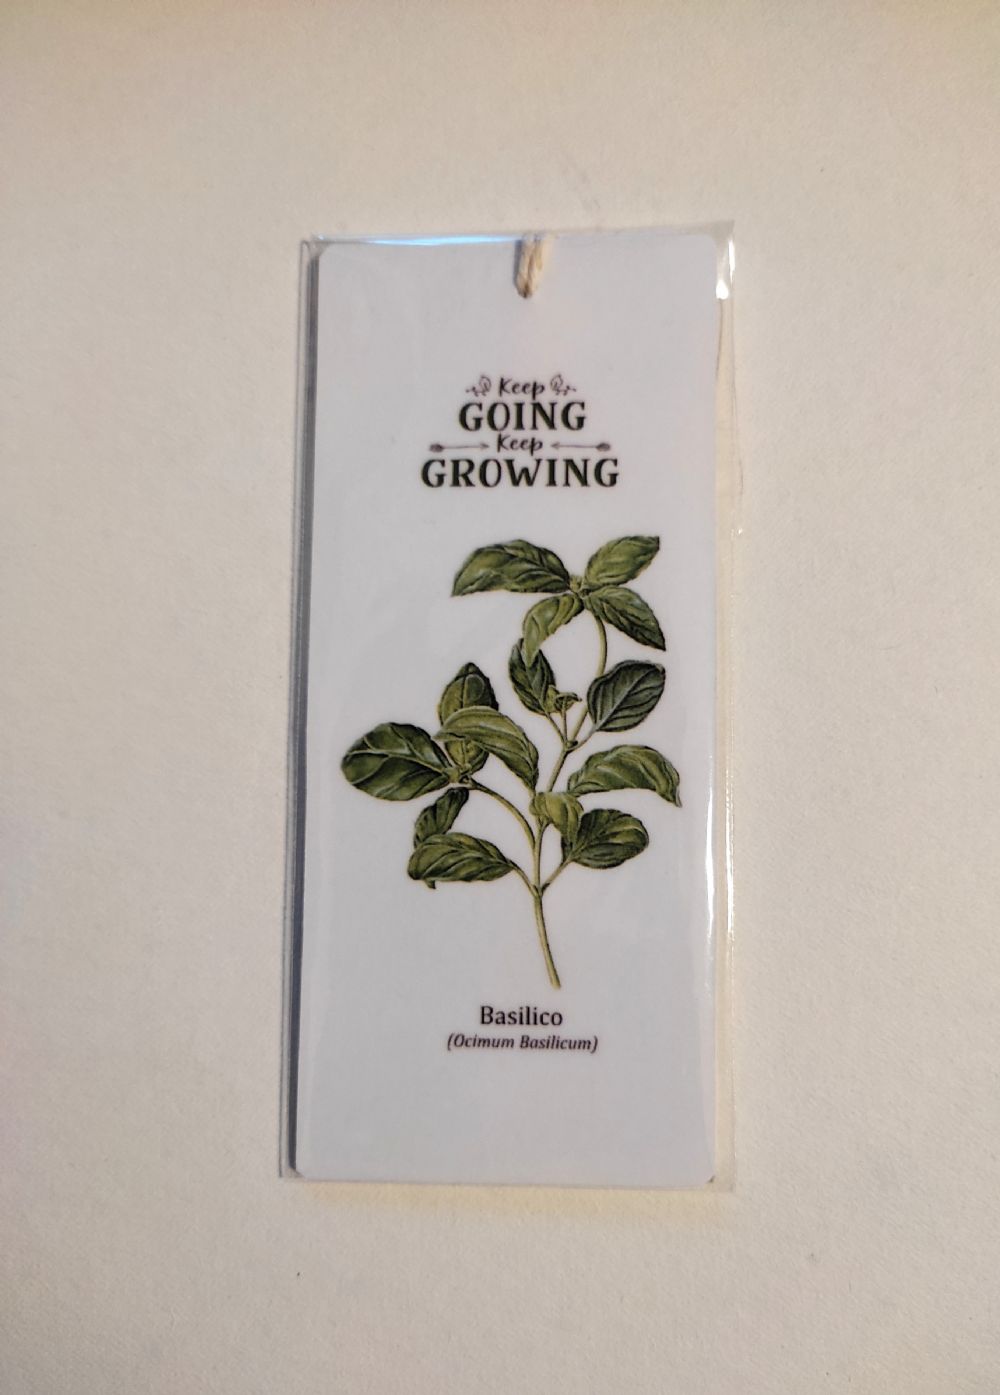 Keep
GOING
Keep
GROWING
Basilico
(Ocimum Basilicum)